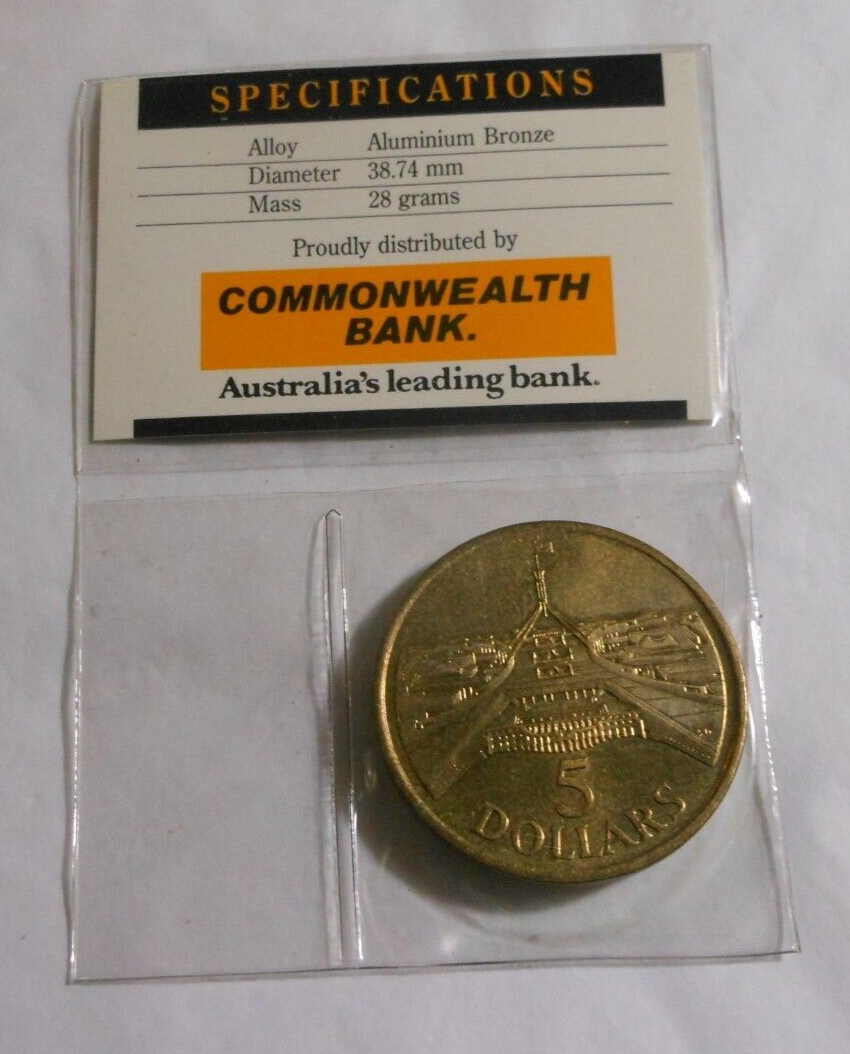 SPECIFICATIONS
Alloy Aluminium Bronze
Diameter 38.74 mm
Mass 28 grams
Proudly distributed by
COMMONWEALTH
BANK.
Australia's leading bank.
5
DOLLARS